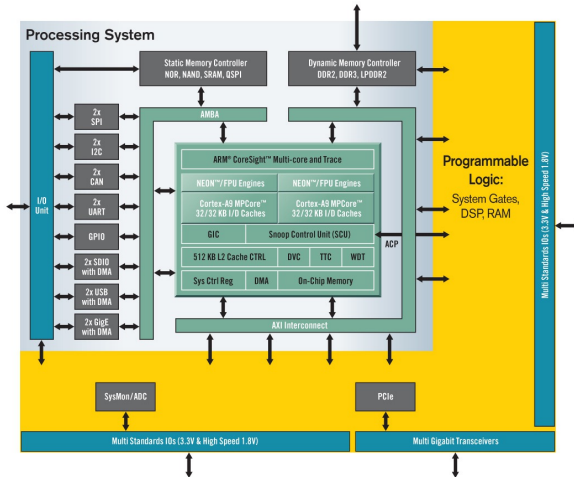 Processing System
Static Memory Controller
NOR, NAND, SRAM, QSPI
Dynamic Memory Controller
DDR2, DDR3, LPDDR2
AMBA
2x
SPI
2x
I2C
2x
CAN
2x
UART
GPIO
2x SDIO
with DMA
2x USB
with DMA
2x GigE
with DMA
I/O
Unit
ARM® CoreSight™ Multi-core and Trace
NEON™/FPU Engines
NEON™/FPU Engines
Cortex-A9 MPCore™
32/32 KB I/D Caches
Cortex-A9 MPCore™
32/32 KB I/D Caches
GIC
Snoop Control Unit (SCU)
512 KB L2 Cache CTRL
DVC
TTC
WDT
Sys Ctrl Reg
DMA
On-Chip Memory
ACP
AXI Interconnect
Programmable
Logic:
System Gates,
DSP, RAM
Multi Standards IOs (3.3V & High Speed 1.8V)
SysMon/ADC
PCIe
Multi Standards IOs (3.3V & High Speed 1.8V)
Multi Gigabit Transceivers